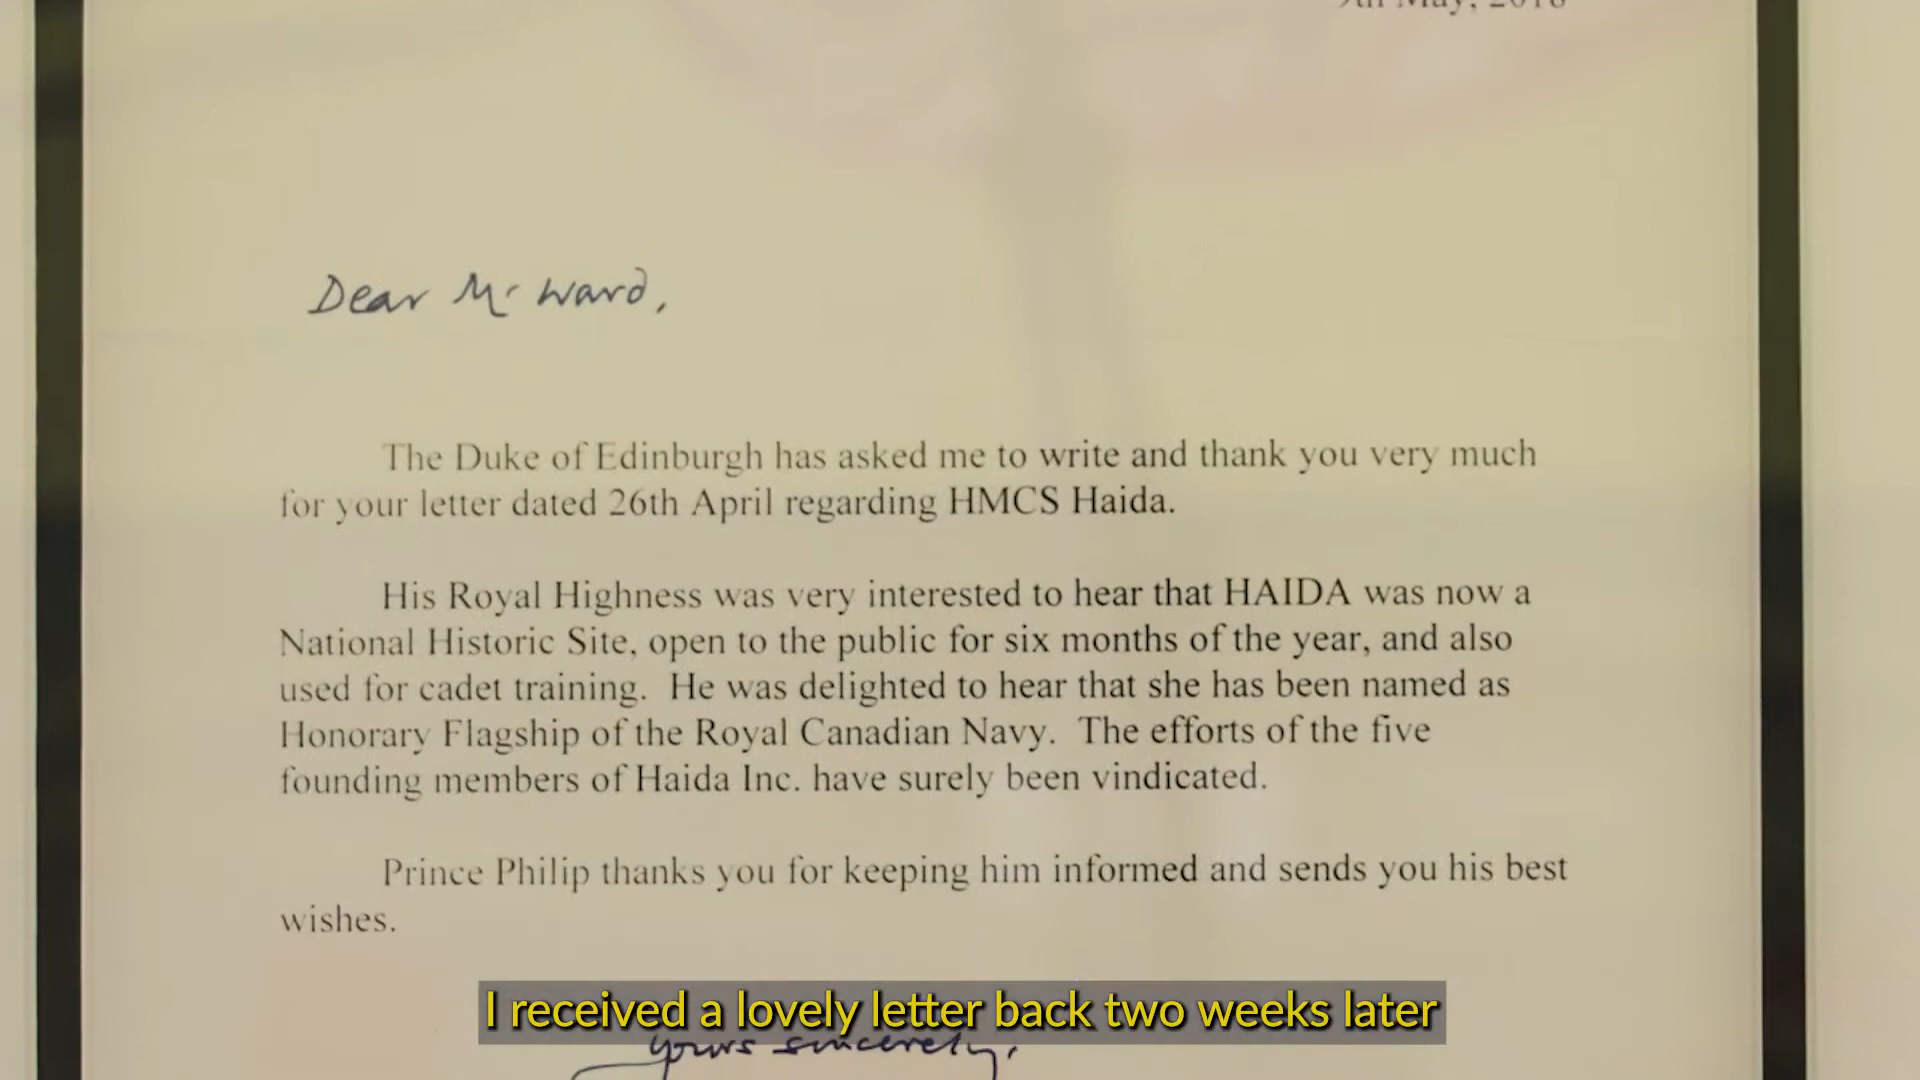 9th May, 2018
Dear Mr Ward,
The Duke of Edinburgh has asked me to write and thank you very much
for your letter dated 26th April regarding HMCS Haida.
His Royal Highness was very interested to hear that HAIDA was now a
National Historic Site, open to the public for six months of the year, and also
used for cadet training. He was delighted to hear that she has been named as
Honorary Flagship of the Royal Canadian Navy. The efforts of the five
founding members of Haida Inc. have surely been vindicated.
Prince Philip thanks you for keeping him informed and sends you his best
wishes.
I received a lovely letter back two weeks later
Yours sincerely,